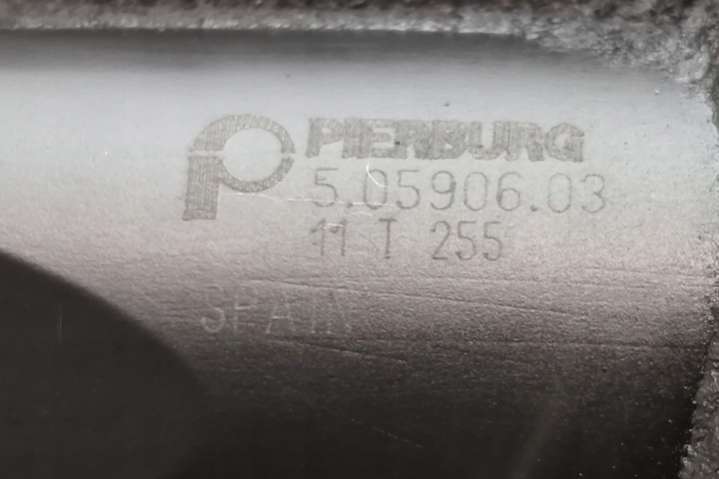 PIERBURG
5.05906.03
11 T 255
SPAIN